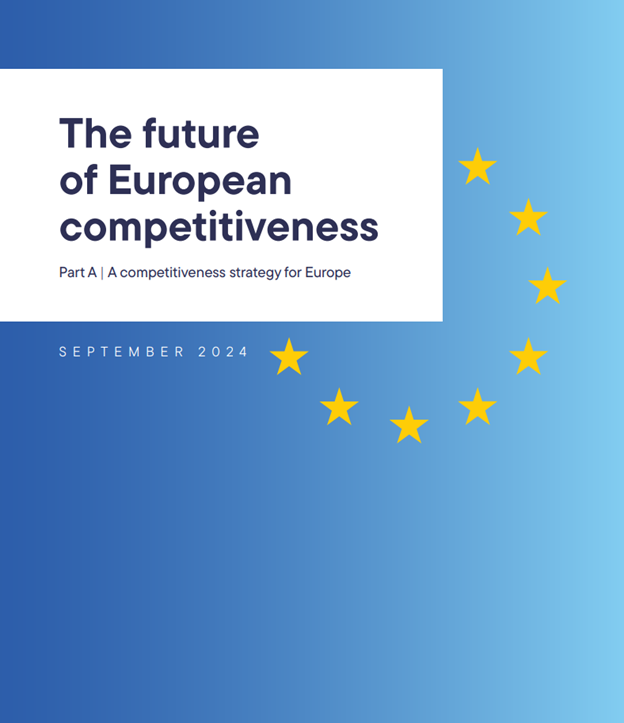 The future
of European
competitiveness
Part A | A competitiveness strategy for Europe
SEPTEMBER 2024